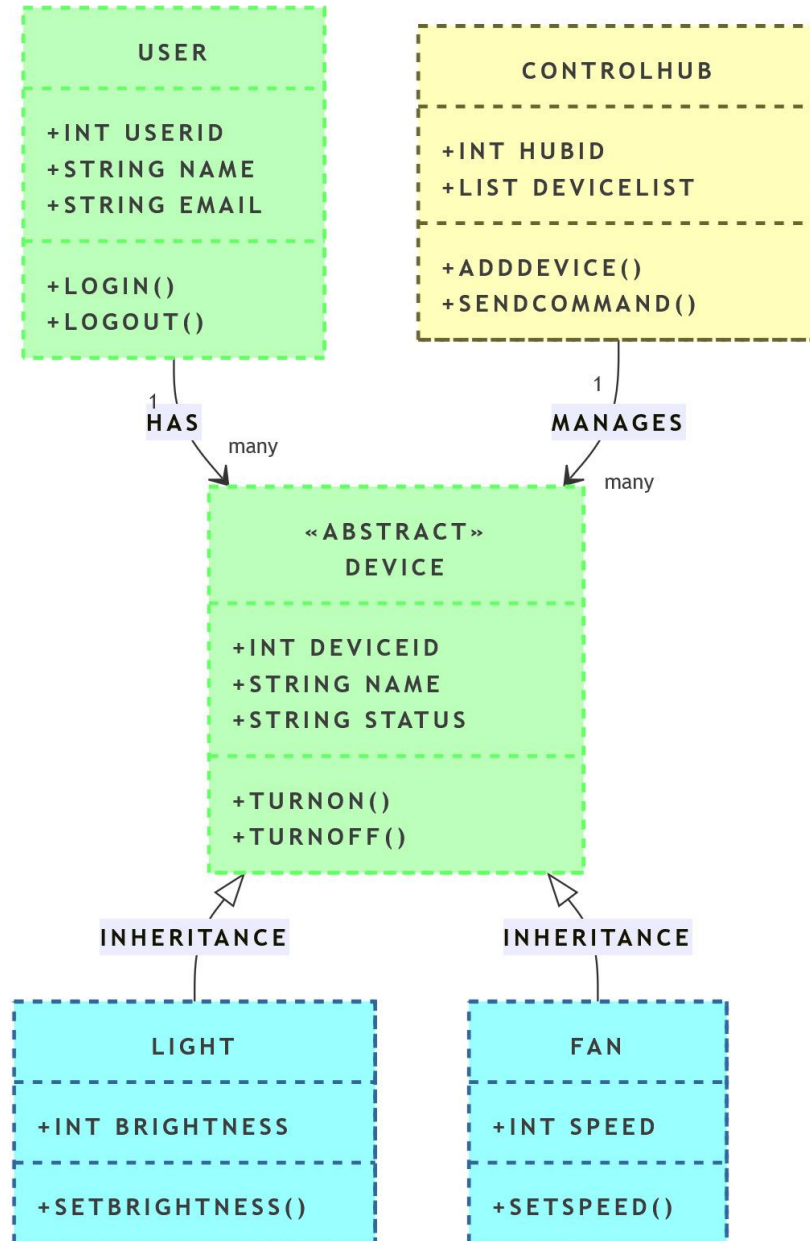 USER
+INT USERID
+STRING NAME
+STRING EMAIL
+LOGIN()
+LOGOUT()
CONTROLHUB
+INT HUBID
+LIST DEVICELIST
+ADDDEVICE()
+SENDCOMMAND()
1
HAS
many
1
MANAGES
many
«ABSTRACT»
DEVICE
+INT DEVICEID
+STRING NAME
+STRING STATUS
+TURNON()
+TURNOFF()
INHERITANCE
INHERITANCE
LIGHT
+INT BRIGHTNESS
+SETBRIGHTNESS()
FAN
+INT SPEED
+SETSPEED()